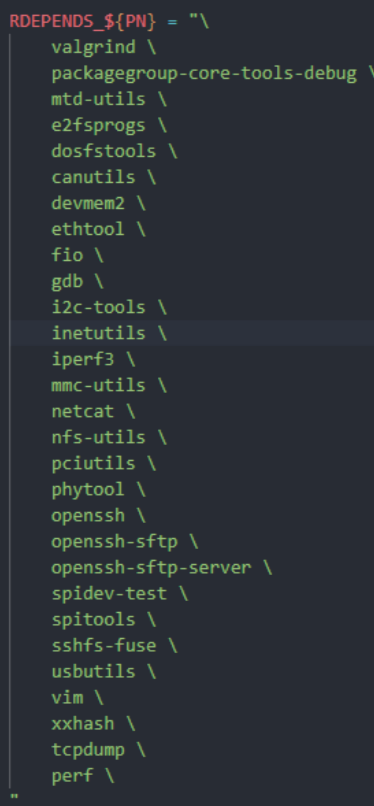 RDEPENDS_${PN} = "\
    valgrind \
    packagegroup-core-tools-debug \
    mtd-utils \
    e2fsprogs \
    dosfstools \
    canutils \
    devmem2 \
    ethtool \
    fio \
    gdb \
    i2c-tools \
    inetutils \
    iperf3 \
    mmc-utils \
    netcat \
    nfs-utils \
    pciutils \
    phytool \
    openssh \
    openssh-sftp \
    openssh-sftp-server \
    spidev-test \
    spitools \
    sshfs-fuse \
    usbutils \
    vim \
    xxhash \
    tcpdump \
    perf \
"